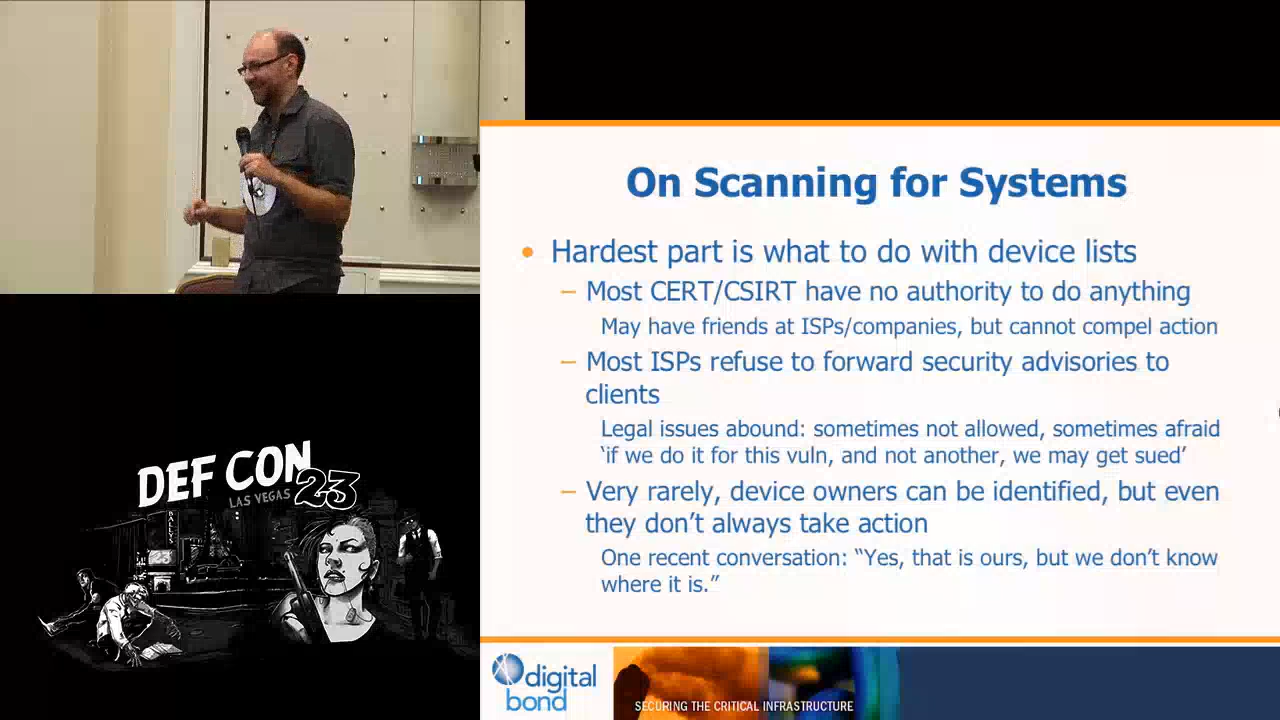 On Scanning for Systems
• Hardest part is what to do with device lists
– Most CERT/CSIRT have no authority to do anything
May have friends at ISPs/companies, but cannot compel action
– Most ISPs refuse to forward security advisories to
clients
Legal issues abound: sometimes not allowed, sometimes afraid
‘if we do it for this vuln, and not another, we may get sued’
– Very rarely, device owners can be identified, but even
they don’t always take action
One recent conversation: “Yes, that is ours, but we don’t know
where it is.”
DEF CON
LAS VEGAS 23
BALLYS
digital
bond
SECURING THE CRITICAL INFRASTRUCTURE